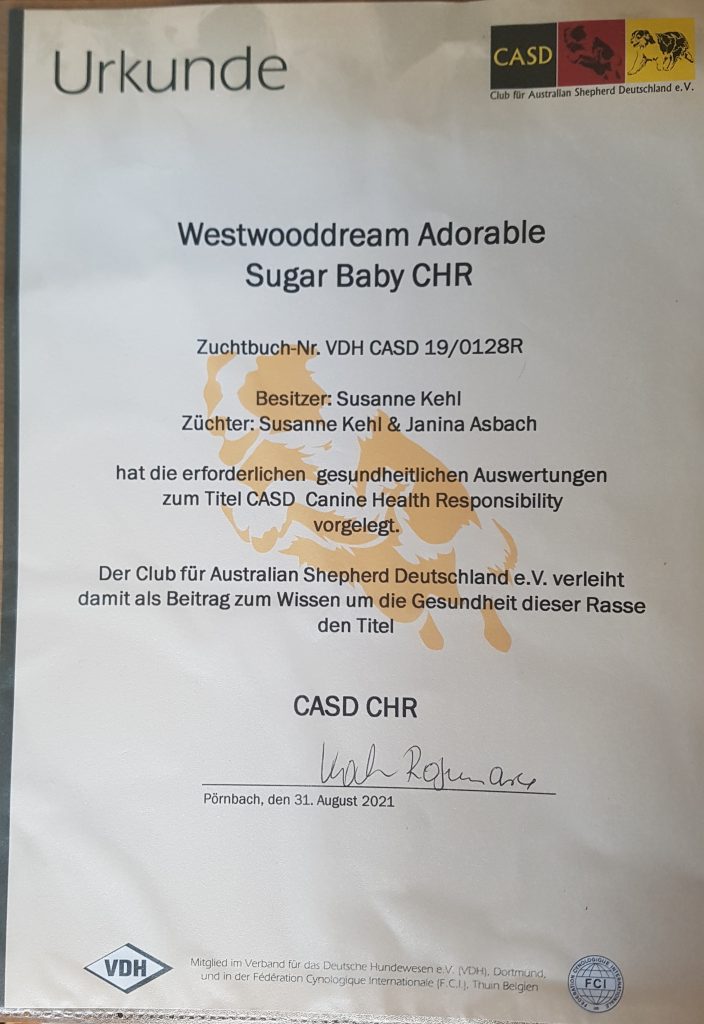 Urkunde
CASD
Club für Australian Shepherd Deutschland e.V.
Westwooddream Adorable
Sugar Baby CHR
Zuchtbuch-Nr. VDH CASD 19/0128R
Besitzer: Susanne Kehl
Züchter: Susanne Kehl & Janina Asbach
hat die erforderlichen gesundheitlichen Auswertungen
zum Titel CASD Canine Health Responsibility
vorgelegt.
Der Club für Australian Shepherd Deutschland e.V. verleiht
damit als Beitrag zum Wissen um die Gesundheit dieser Rasse
den Titel
CASD CHR
Pörnbach, den 31. August 2021
VDH
Mitglied im Verband für das Deutsche Hundewesen e.V. (VDH), Dortmund,
und in der Fédération Cynologique Internationale (F.C.I.), Thuin Belgien
FEDERATION CYNOLOGIQUE INTERNATIONALE
FCI